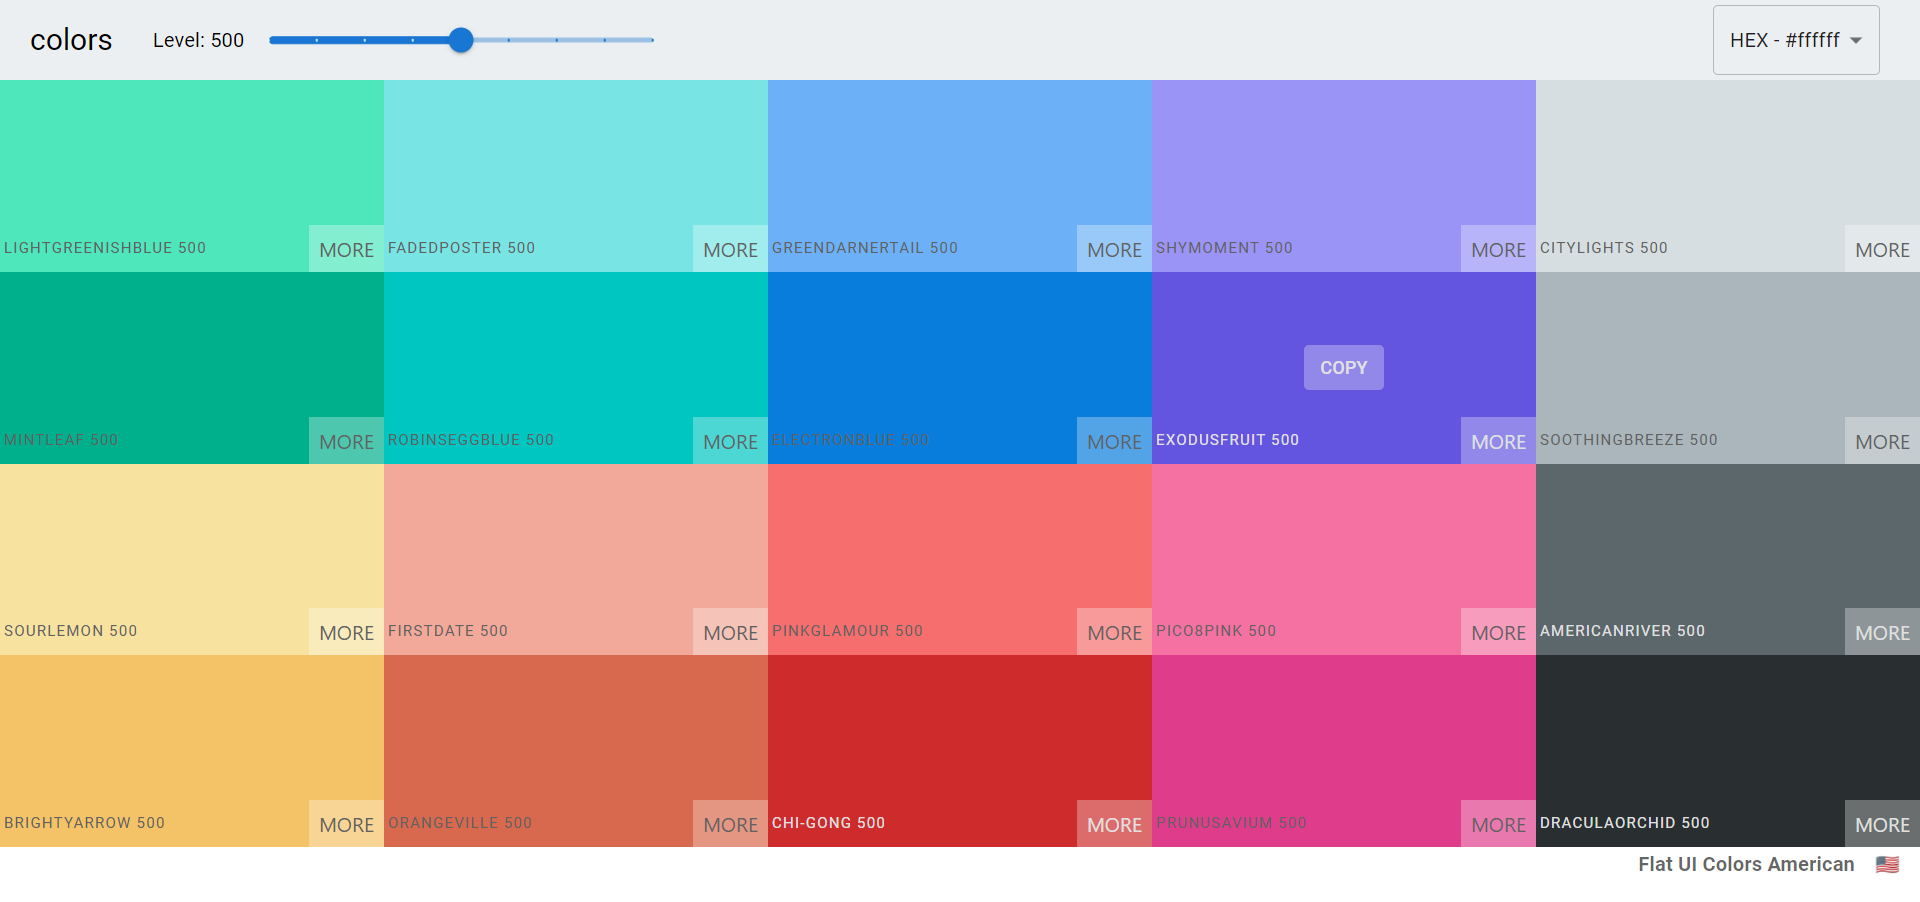 colors
Level: 500
HEX - #ffffff
LIGHTGREENISHBLUE 500
MORE
FADEDPOSTER 500
MORE
GREENDARNERTAIL 500
MORE
SHYMOMENT 500
MORE
CITYLIGHTS 500
MORE
MINTLEAF 500
MORE
ROBINSEGGBLUE 500
MORE
ELECTRONBLUE 500
MORE
COPY
EXODUSFRUIT 500
MORE
SOOTHINGBREEZE 500
MORE
SOURLEMON 500
MORE
FIRSTDATE 500
MORE
PINKGLAMOUR 500
MORE
PICO8PINK 500
MORE
AMERICANRIVER 500
MORE
BRIGHTYARROW 500
MORE
ORANGEVILLE 500
MORE
CHI-GONG 500
MORE
PRUNUSAVIUM 500
MORE
DRACULAORCHID 500
MORE
Flat UI Colors American